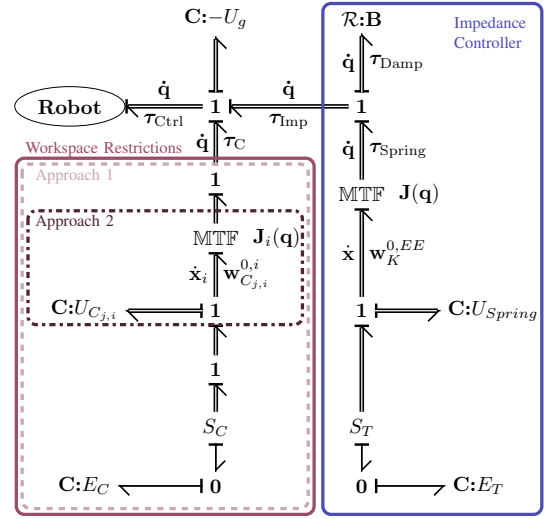 C:−U_g
ℛ:B
Impedance
Controller
q̇
τ_Damp
q̇
q̇
Robot
1
1
τ_Ctrl
τ_Imp
q̇
τ_C
q̇
τ_Spring
Workspace Restrictions
Approach 1
1
𝕄𝕋𝔽
J(q)
Approach 2
𝕄𝕋𝔽
J_i(q)
ẋ
w_K^{0,EE}
ẋ_i
w_{C_{j,i}}^{0,i}
C:U_{C_{j,i}}
1
1
C:U_{Spring}
1
S_C
S_T
C:E_C
0
0
C:E_T